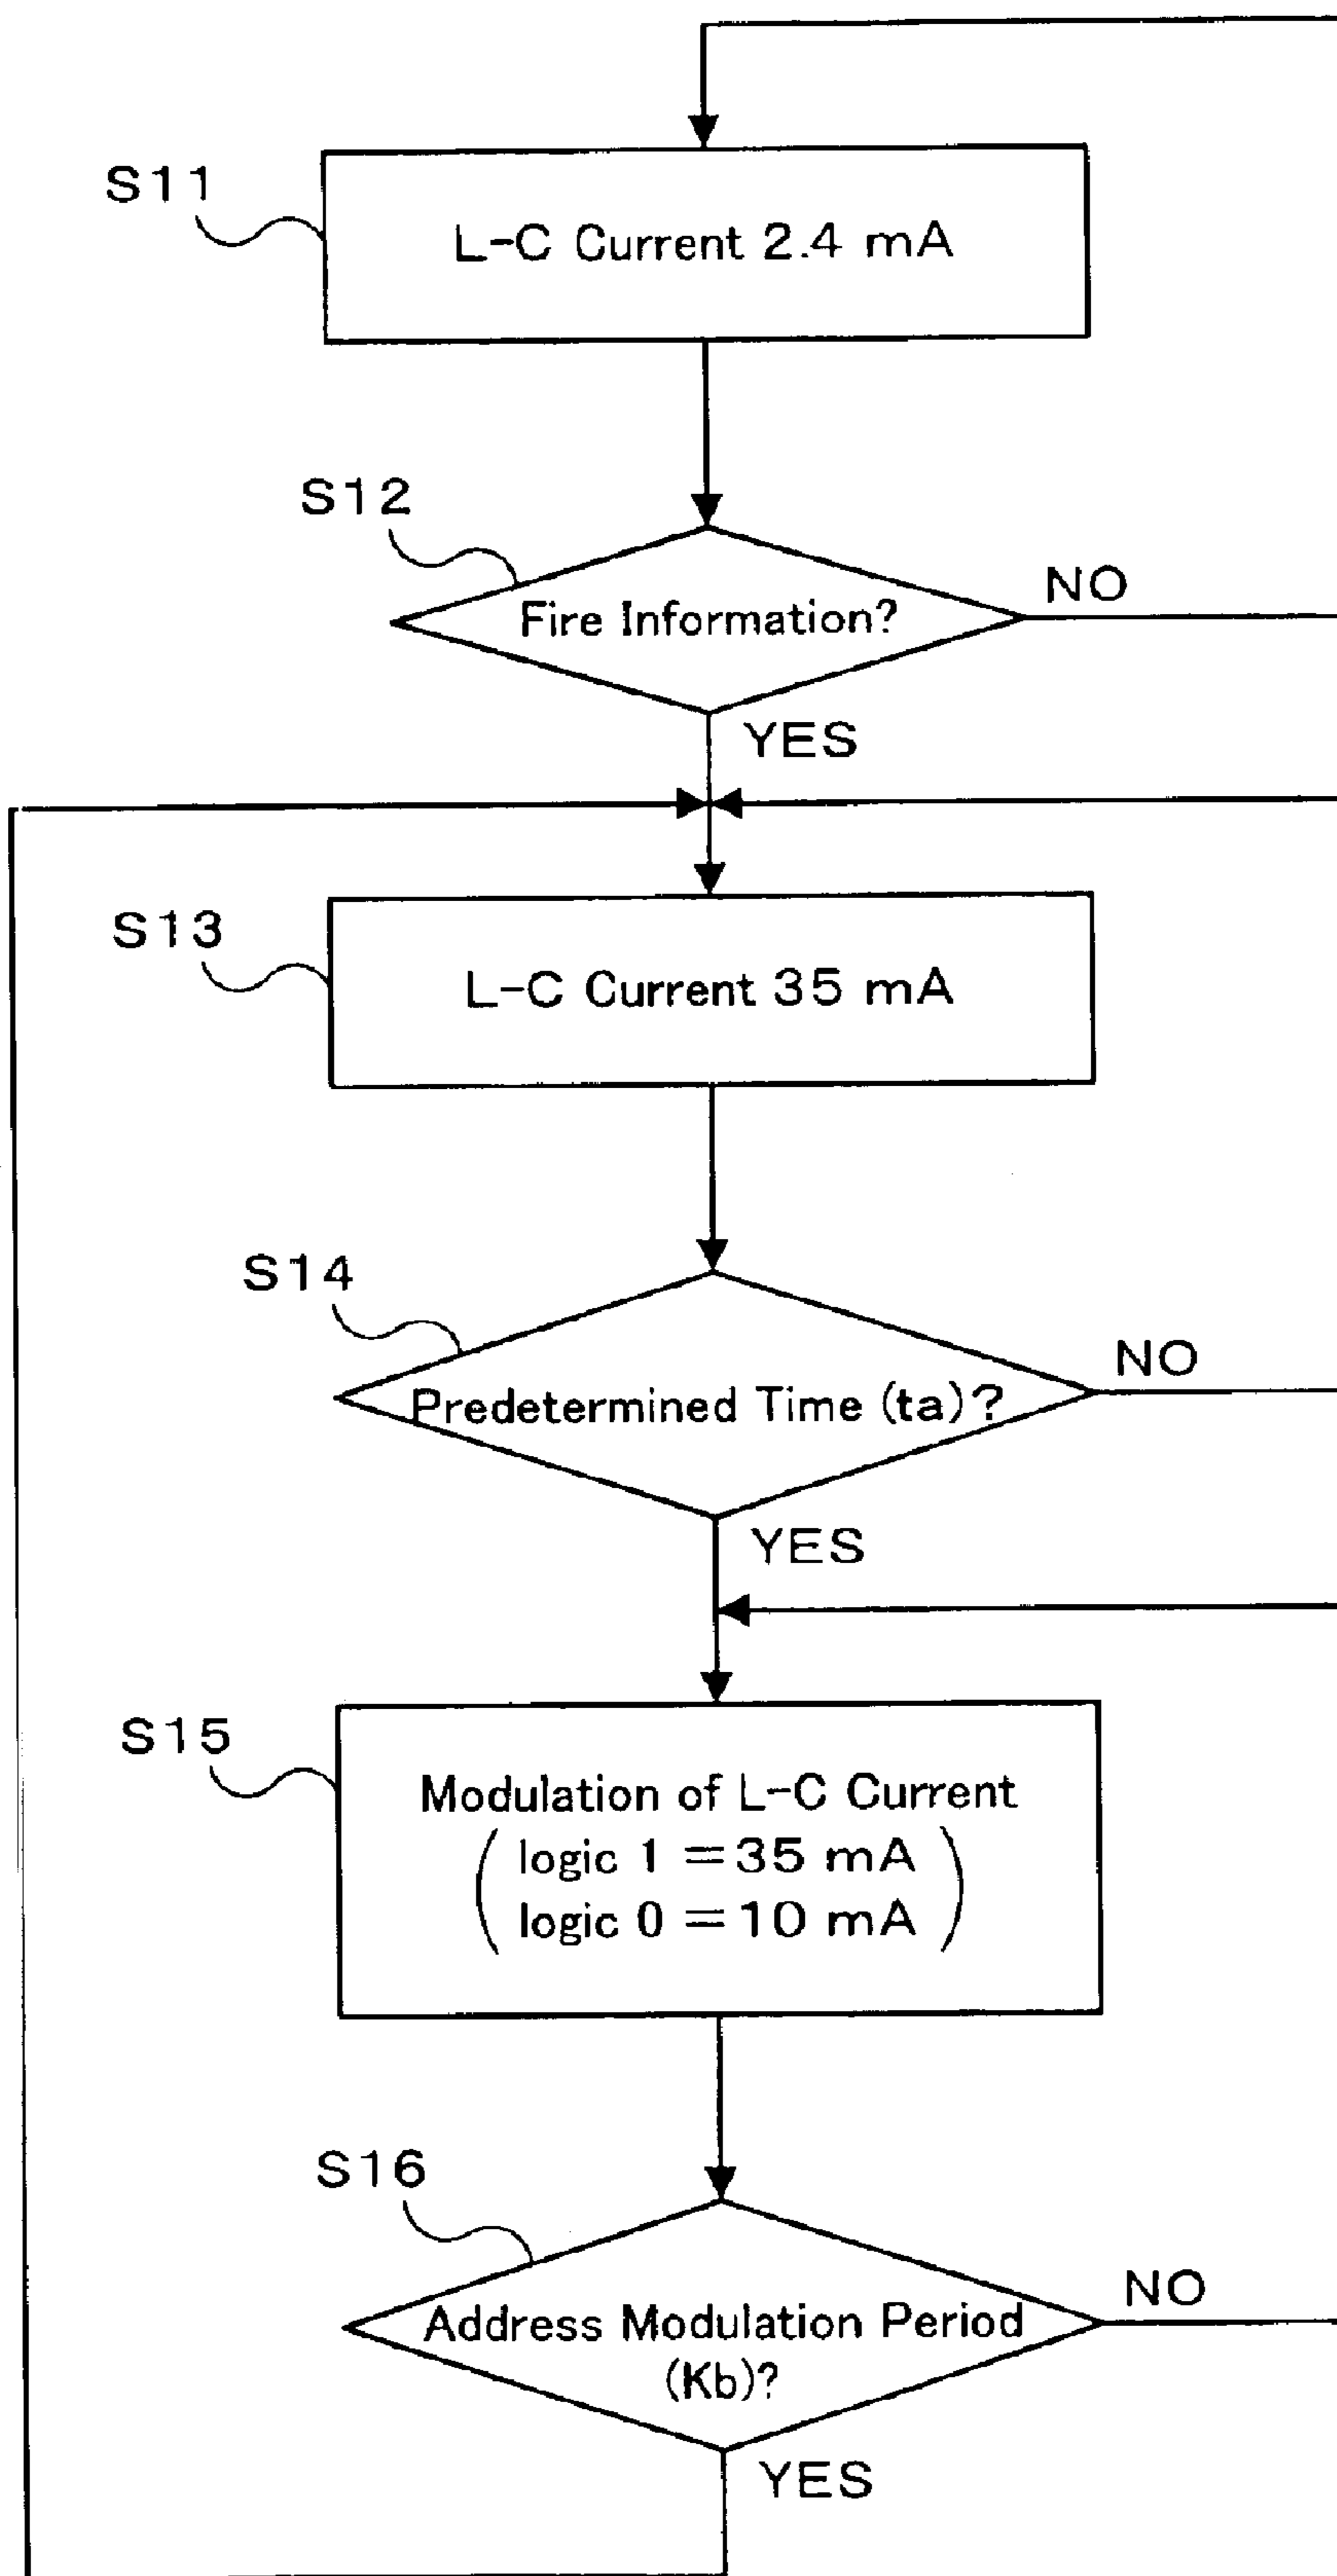 S11
L-C Current 2.4 mA
S12
Fire Information?
NO
YES
S13
L-C Current 35 mA
S14
Predetermined Time (ta)?
NO
YES
S15
Modulation of L-C Current
( logic 1 =35 mA
logic 0 =10 mA )
S16
Address Modulation Period
(Kb)?
NO
YES